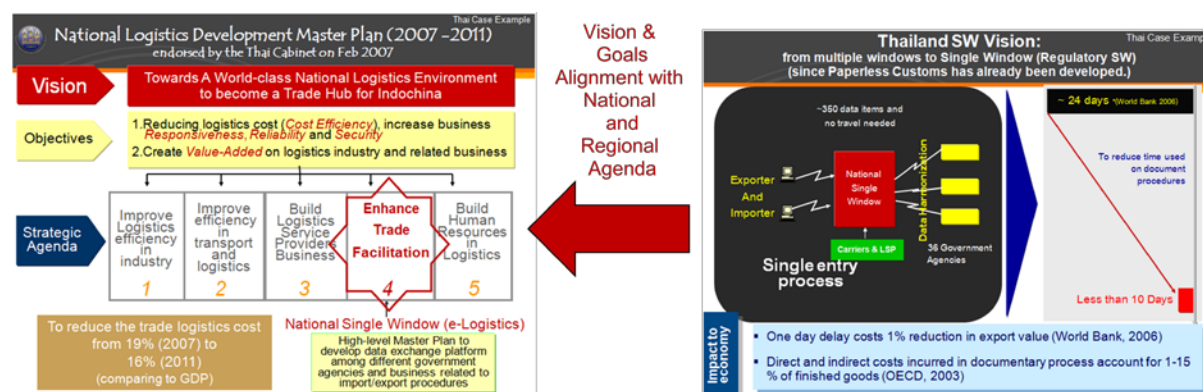 Thai Case Example
National Logistics Development Master Plan (2007 -2011)
endorsed by the Thai Cabinet on Feb 2007
Vision
Towards A World-class National Logistics Environment
to become a Trade Hub for Indochina
Objectives
1.Reducing logistics cost (Cost Efficiency), increase business
Responsiveness, Reliability and Security
2.Create Value-Added on logistics industry and related business
Strategic
Agenda
Improve
Logistics
efficiency
in
industry
1
Improve
efficiency
in
transport
and
logistics
2
Build
Logistics
Service
Providers
Business
3
Enhance
Trade
Facilitation
4
Build
Human
Resources
in
Logistics
5
To reduce the trade logistics cost
from 19% (2007) to
16% (2011)
(comparing to GDP)
National Single Window (e-Logistics)
High-level Master Plan to
develop data exchange platform
among different government
agencies and business related to
import/export procedures
Vision &
Goals
Alignment with
National
and
Regional
Agenda
Thai Case Example
Thailand SW Vision:
from multiple windows to Single Window (Regulatory SW)
(since Paperless Customs has already been developed.)
~350 data items and
no travel needed
Exporter
And
Importer
National
Single
Window
Data Harmonization
Carriers & LSP
36 Government
Agencies
Single entry
process
~ 24 days *(World Bank 2006)
To reduce time used
on document
procedures
Less than 10 Days
Impact to
economy
• One day delay costs 1% reduction in export value (World Bank, 2006)
• Direct and indirect costs incurred in documentary process account for 1-15
% of finished goods (OECD, 2003)